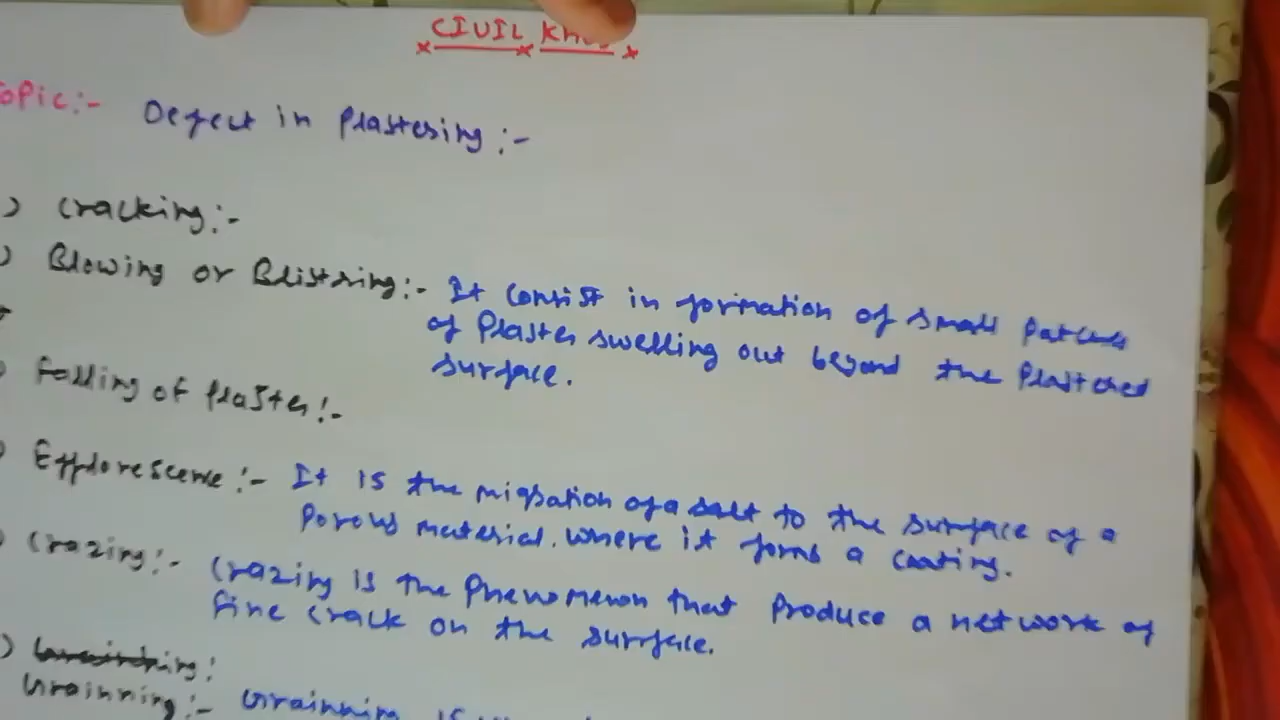 CIVIL
Topic:- Defect in Plastering:-
) Cracking:-
) Blowing or Blistring:- It consist in formation of small patches
of Plaster swelling out beyond the Plastered
surface.
) Falling of plaster:-
) Efflorescence:- It is the migration of a salt to the surface of a
Porous material. where it forms a coating.
) Crazing:- Crazing is the Phenomenon that Produce a network of
fine crack on the surface.
Grainning:- Grainning is